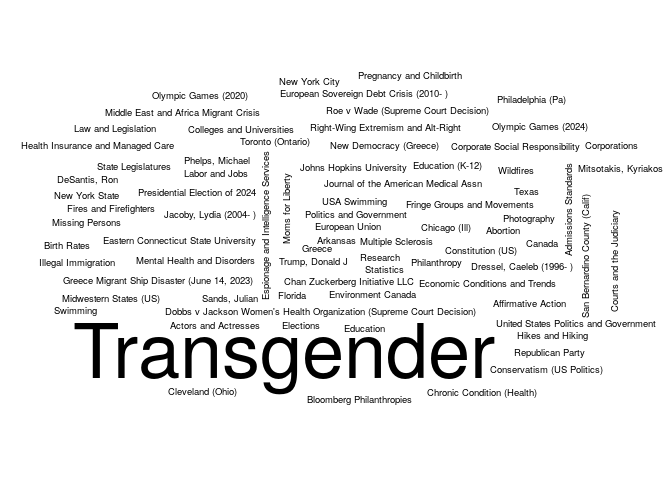 Pregnancy and Childbirth
New York City
Olympic Games (2020)
European Sovereign Debt Crisis (2010- )
Philadelphia (Pa)
Middle East and Africa Migrant Crisis
Roe v Wade (Supreme Court Decision)
Law and Legislation
Colleges and Universities
Right-Wing Extremism and Alt-Right
Olympic Games (2024)
Health Insurance and Managed Care
Toronto (Ontario)
New Democracy (Greece)
Corporate Social Responsibility
Corporations
State Legislatures
Phelps, Michael
Johns Hopkins University
Education (K-12)
Wildfires
Mitsotakis, Kyriakos
DeSantis, Ron
Labor and Jobs
Journal of the American Medical Assn
New York State
Presidential Election of 2024
Espionage and Intelligence Services
Moms for Liberty
USA Swimming
Fringe Groups and Movements
Texas
Admissions Standards
San Bernardino County (Calif)
Courts and the Judiciary
Fires and Firefighters
Jacoby, Lydia (2004- )
Politics and Government
Photography
Missing Persons
European Union
Chicago (Ill)
Abortion
Birth Rates
Eastern Connecticut State University
Arkansas
Multiple Sclerosis
Canada
Greece
Constitution (US)
Illegal Immigration
Mental Health and Disorders
Trump, Donald J
Research
Philanthropy
Dressel, Caeleb (1996- )
Statistics
Greece Migrant Ship Disaster (June 14, 2023)
Chan Zuckerberg Initiative LLC
Economic Conditions and Trends
Midwestern States (US)
Sands, Julian
Florida
Environment Canada
Affirmative Action
Swimming
Dobbs v Jackson Women's Health Organization (Supreme Court Decision)
Actors and Actresses
Elections
Education
United States Politics and Government
Hikes and Hiking
Transgender
Republican Party
Conservatism (US Politics)
Cleveland (Ohio)
Bloomberg Philanthropies
Chronic Condition (Health)